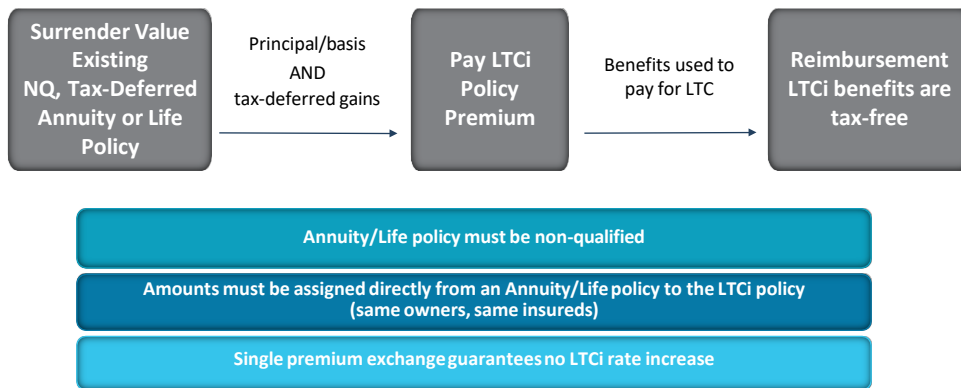 Surrender Value
Existing
NQ, Tax-Deferred
Annuity or Life
Policy
Principal/basis
AND
tax-deferred gains
Pay LTCi
Policy
Premium
Benefits used to
pay for LTC
Reimbursement
LTCi benefits are
tax-free
Annuity/Life policy must be non-qualified
Amounts must be assigned directly from an Annuity/Life policy to the LTCi policy
(same owners, same insureds)
Single premium exchange guarantees no LTCi rate increase